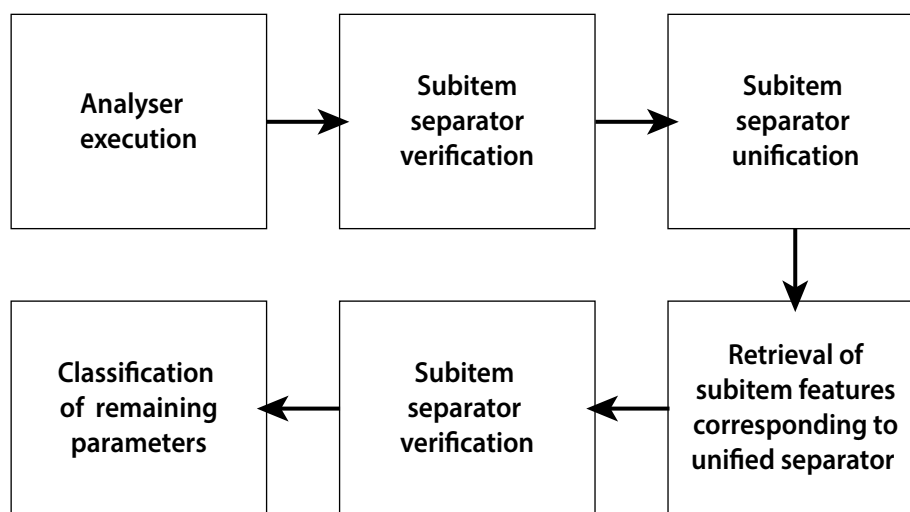 Analyser
execution
Subitem
separator
verification
Subitem
separator
unification
Retrieval of
subitem features
corresponding to
unified separator
Subitem
separator
verification
Classification
of remaining
parameters